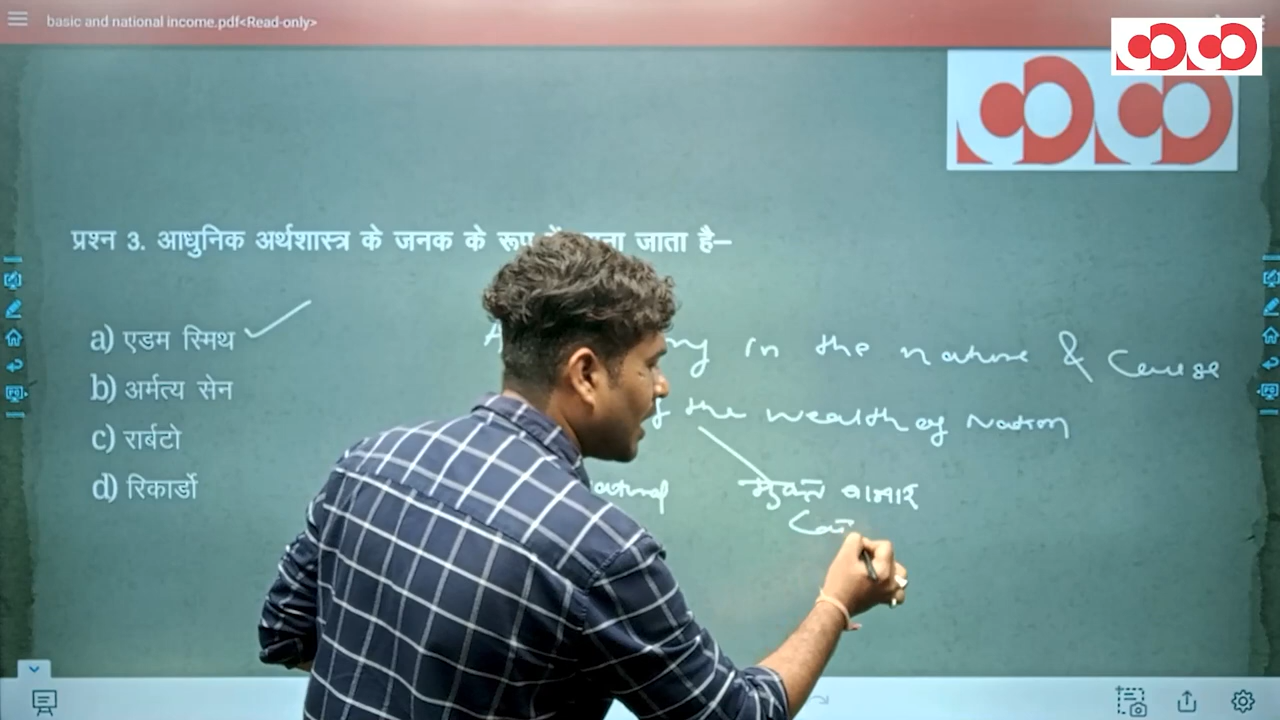 basic and national income.pdf<Read-only>
प्रश्न 3. आधुनिक अर्थशास्त्र के जनक के रूप में जाता है–
a) एडम स्मिथ
in the nature & Cause
b) अर्मत्य सेन
the wealth of Nation
c) रार्बटो
d) रिकार्डो
बाजार